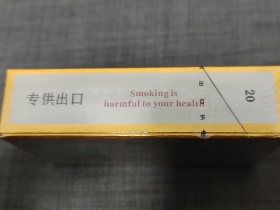 专供出口
Smoking is
harmful to your health
20